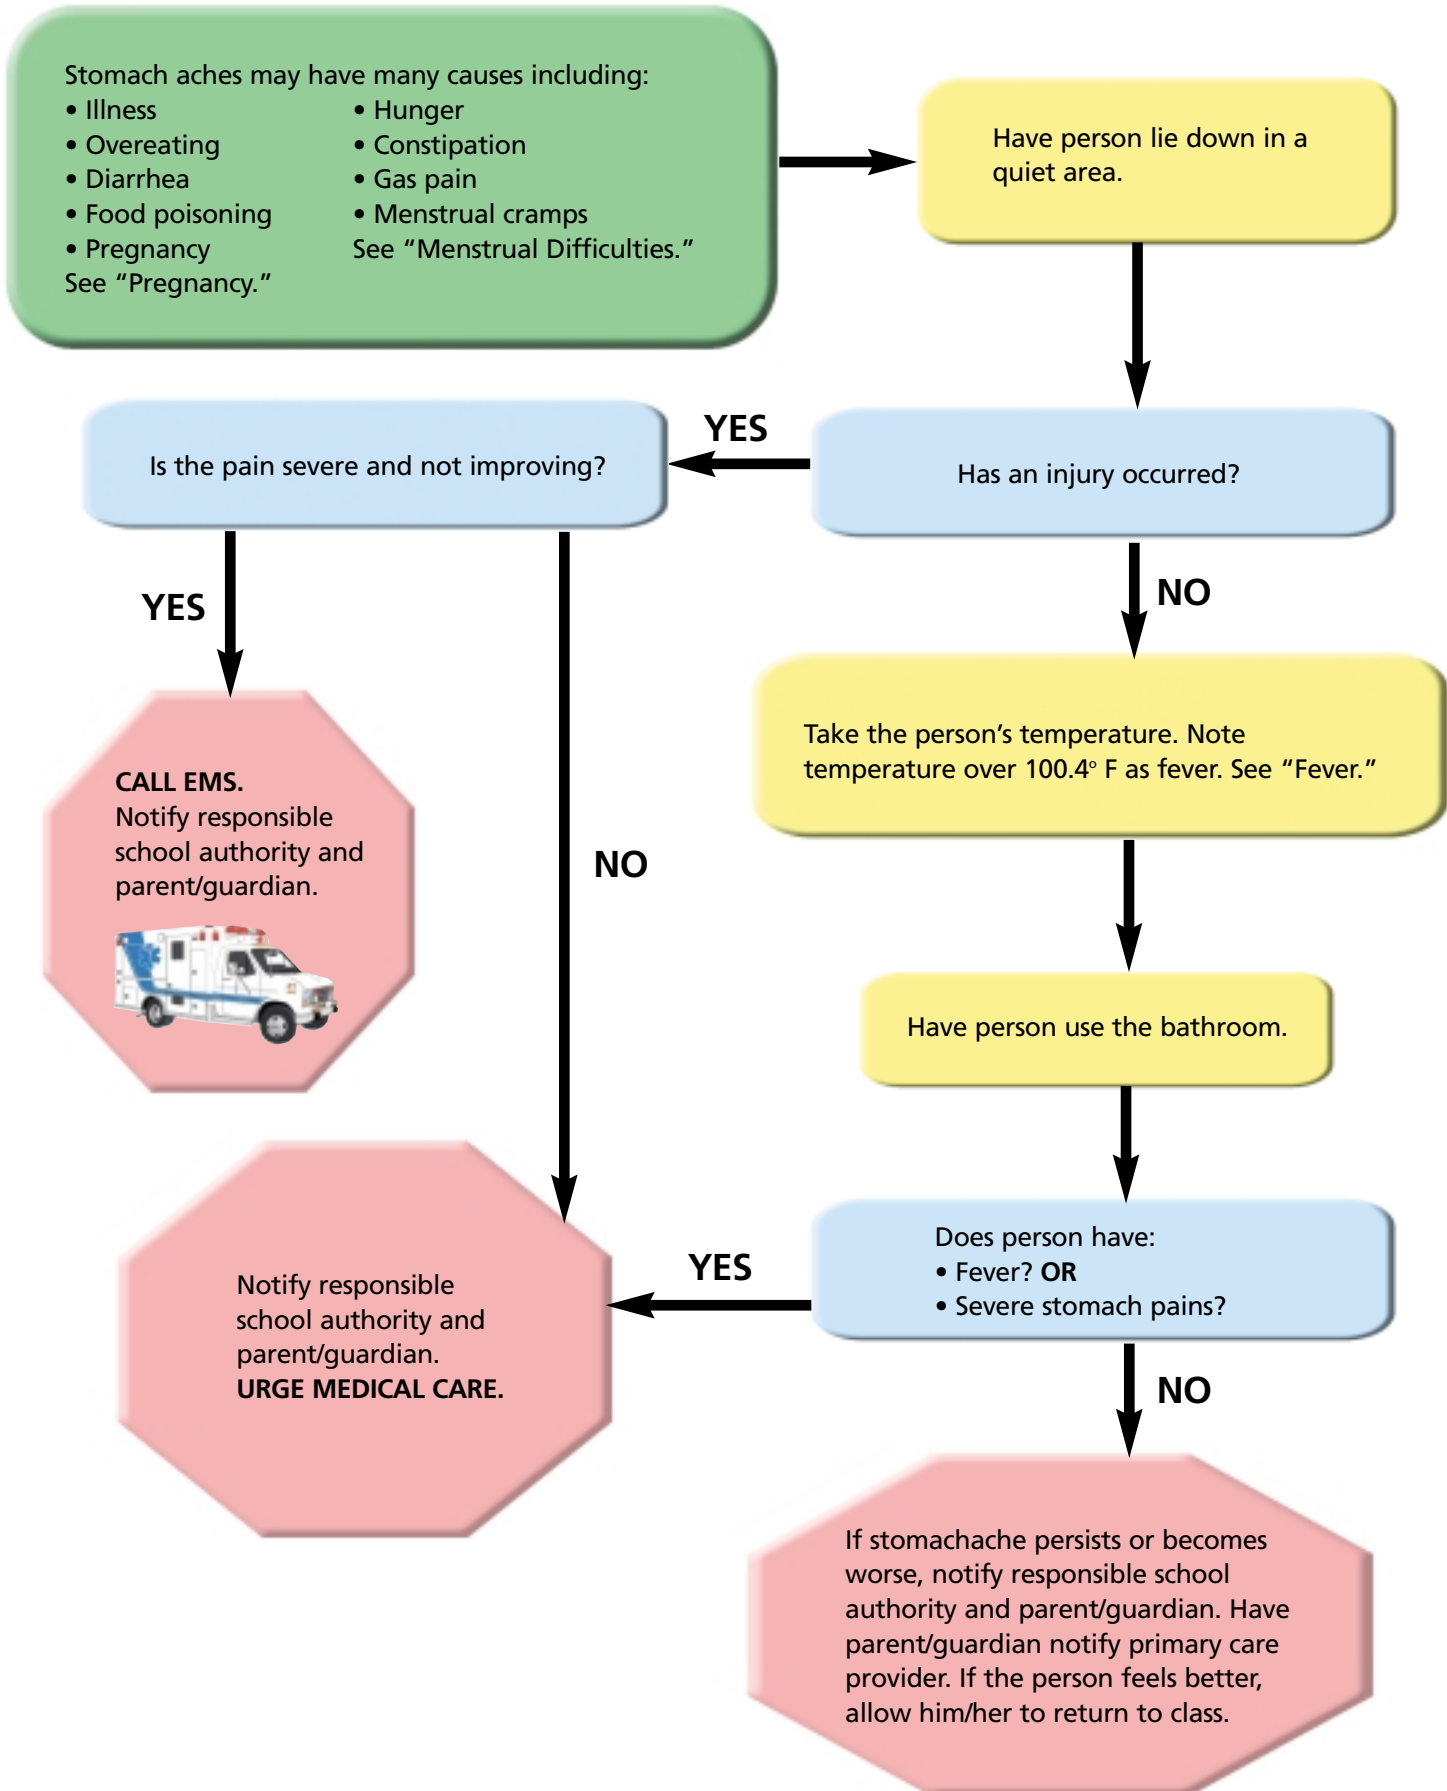 Stomach aches may have many causes including:
• Illness
• Overeating
• Diarrhea
• Food poisoning
• Pregnancy
See “Pregnancy.”
• Hunger
• Constipation
• Gas pain
• Menstrual cramps
See “Menstrual Difficulties.”
Have person lie down in a
quiet area.
Has an injury occurred?
YES
Is the pain severe and not improving?
YES
CALL EMS.
Notify responsible
school authority and
parent/guardian.
NO
NO
Take the person’s temperature. Note
temperature over 100.4º F as fever. See “Fever.”
Have person use the bathroom.
Does person have:
• Fever? OR
• Severe stomach pains?
YES
Notify responsible
school authority and
parent/guardian.
URGE MEDICAL CARE.
NO
If stomachache persists or becomes
worse, notify responsible school
authority and parent/guardian. Have
parent/guardian notify primary care
provider. If the person feels better,
allow him/her to return to class.